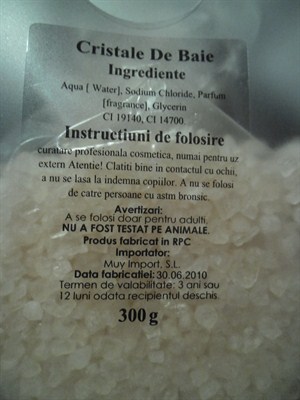 Cristale De Baie
Ingrediente
Aqua [ Water], Sodium Chloride, Parfum
[fragrance], Glycerin
CI 19140, CI 14700
Instructiuni de folosire
curatare profesionala cosmetica, numai pentru uz
extern Atentie! Clatiti bine in contactul cu ochii,
a nu se lasa la indemna copiilor. A nu se folosi
de catre persoane cu astm bronsic.
Avertizari:
A se folosi doar pentru adulti,
NU A FOST TESTAT PE ANIMALE.
Produs fabricat in RPC
Importator:
Muy Import, S.L.
Data fabricatiei: 30.06.2010
Termen de valabilitate: 3 ani sau
12 luni odata recipientul deschis
300 g